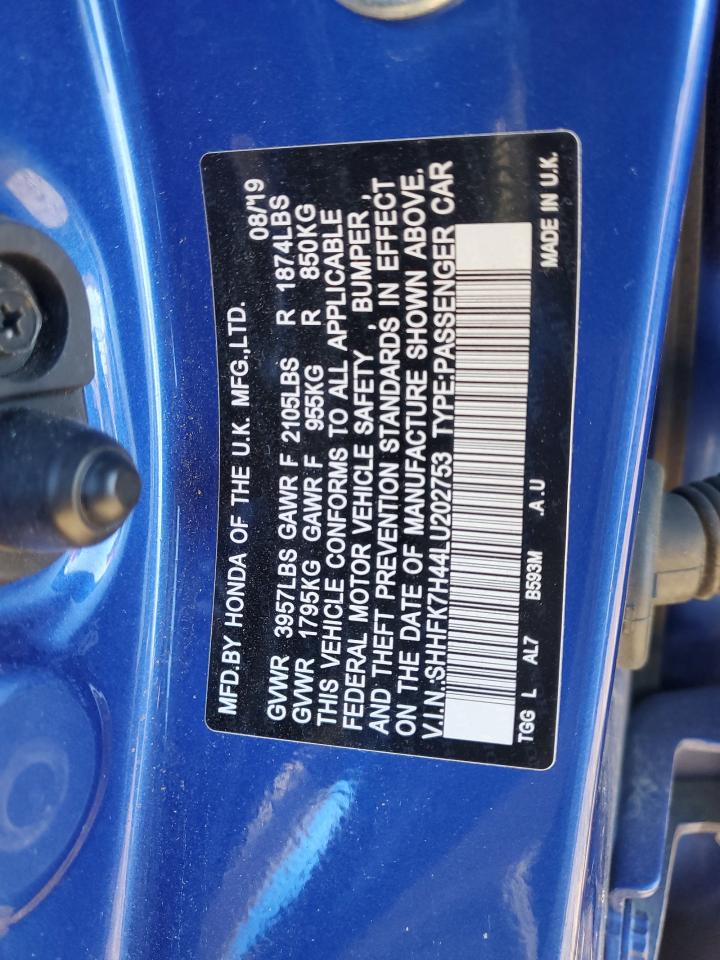 MFD.BY HONDA OF THE U.K. MFG.,LTD.
08/19
GVWR 3957LBS GAWR F 2105LBS R 1874LBS
GVWR 1795KG GAWR F 955KG R 850KG
THIS VEHICLE CONFORMS TO ALL APPLICABLE
FEDERAL MOTOR VEHICLE SAFETY , BUMPER ,
AND THEFT PREVENTION STANDARDS IN EFFECT
ON THE DATE OF MANUFACTURE SHOWN ABOVE.
V.I.N.:SHHFK7H44LU202753 TYPE:PASSENGER CAR
TGG L AL7 B593M .A.U MADE IN U.K.